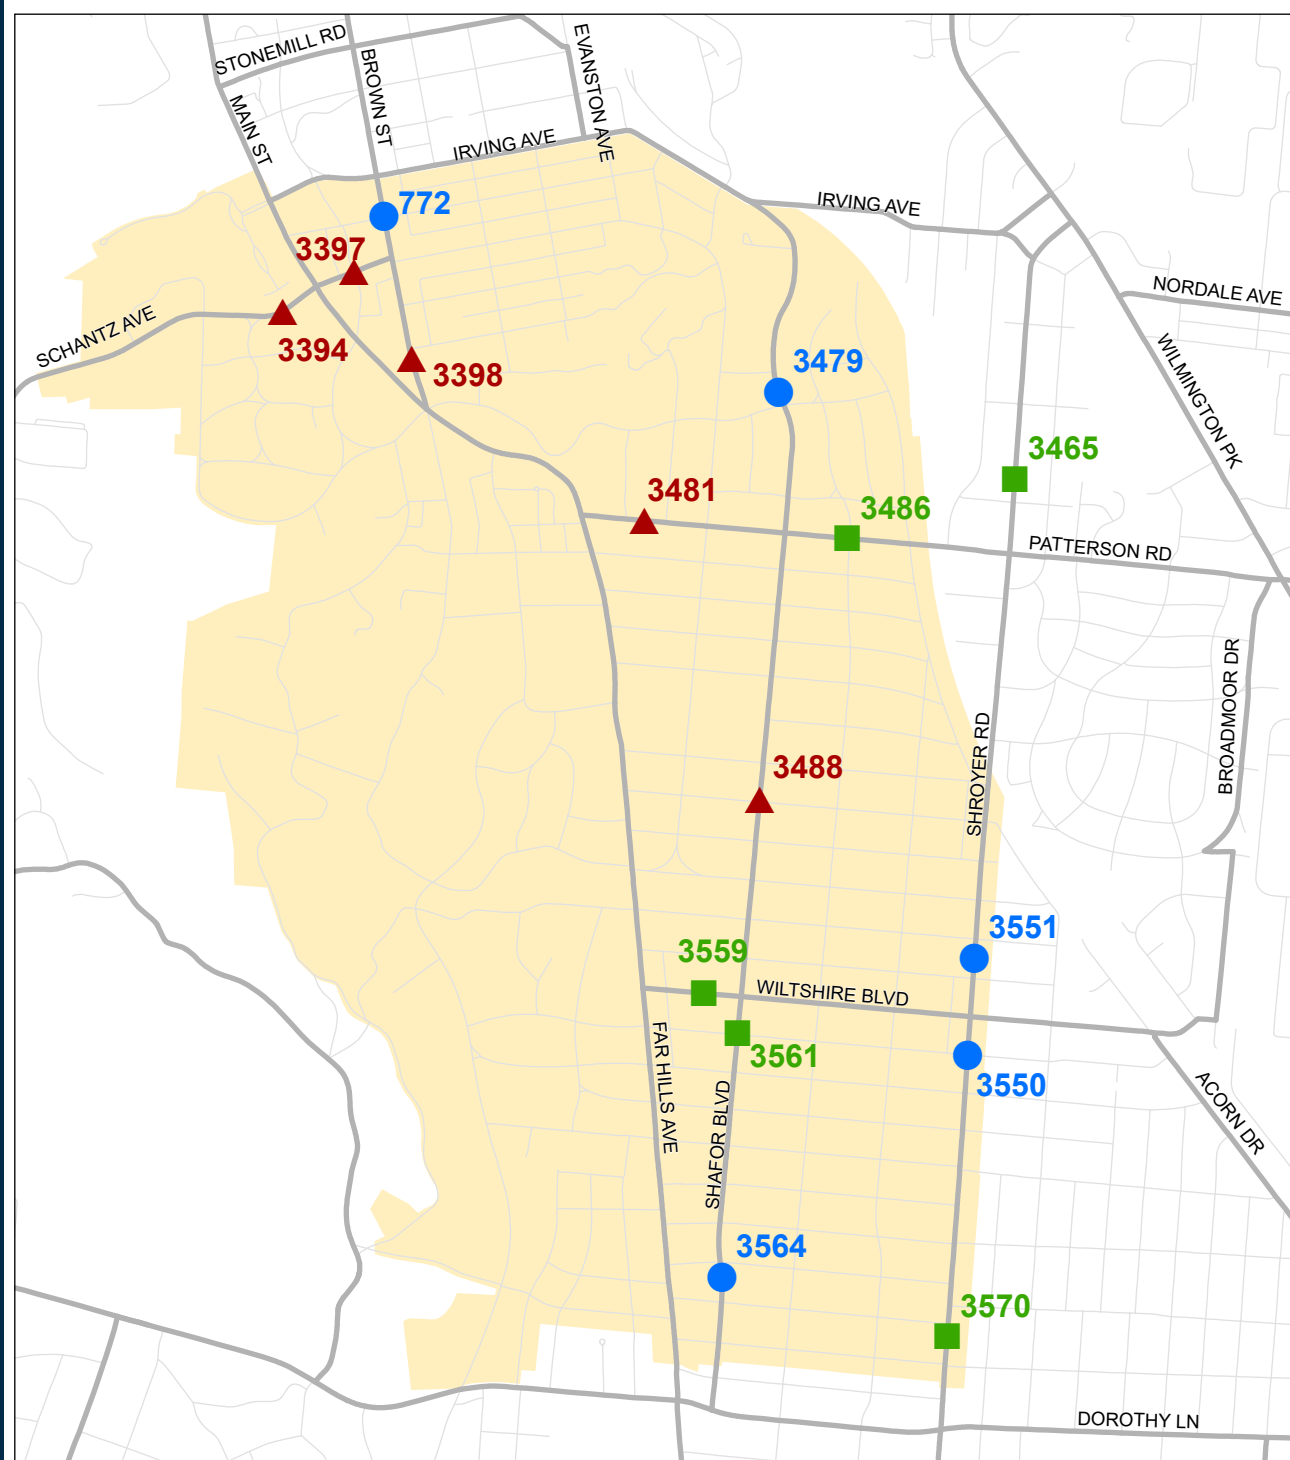 STONEMILL RD
BROWN ST
EVANSTON AVE
MAIN ST
IRVING AVE
772
IRVING AVE
3397
NORDALE AVE
SCHANTZ AVE
3394
3398
3479
WILMINGTON PK
3465
3481
3486
PATTERSON RD
BROADMOOR DR
SHROYER RD
3488
3551
3559
WILTSHIRE BLVD
3561
3550
FAR HILLS AVE
SHAFOR BLVD
ACORN DR
3564
3570
DOROTHY LN